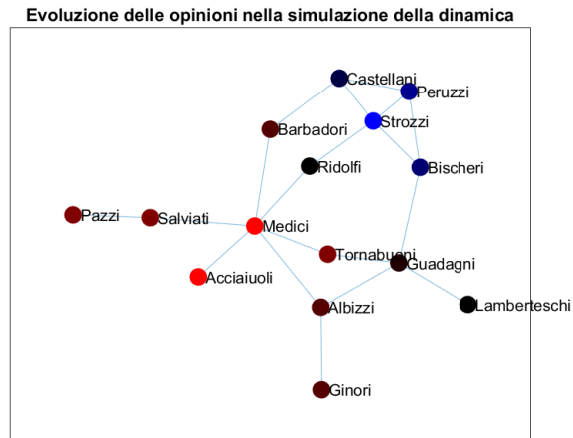 Evoluzione delle opinioni nella simulazione della dinamica
Castellani
Peruzzi
Strozzi
Barbadori
Ridolfi
Bischeri
Pazzi
Salviati
Medici
Tornabuoni
Guadagni
Acciaiuoli
Albizzi
Lamberteschi
Ginori